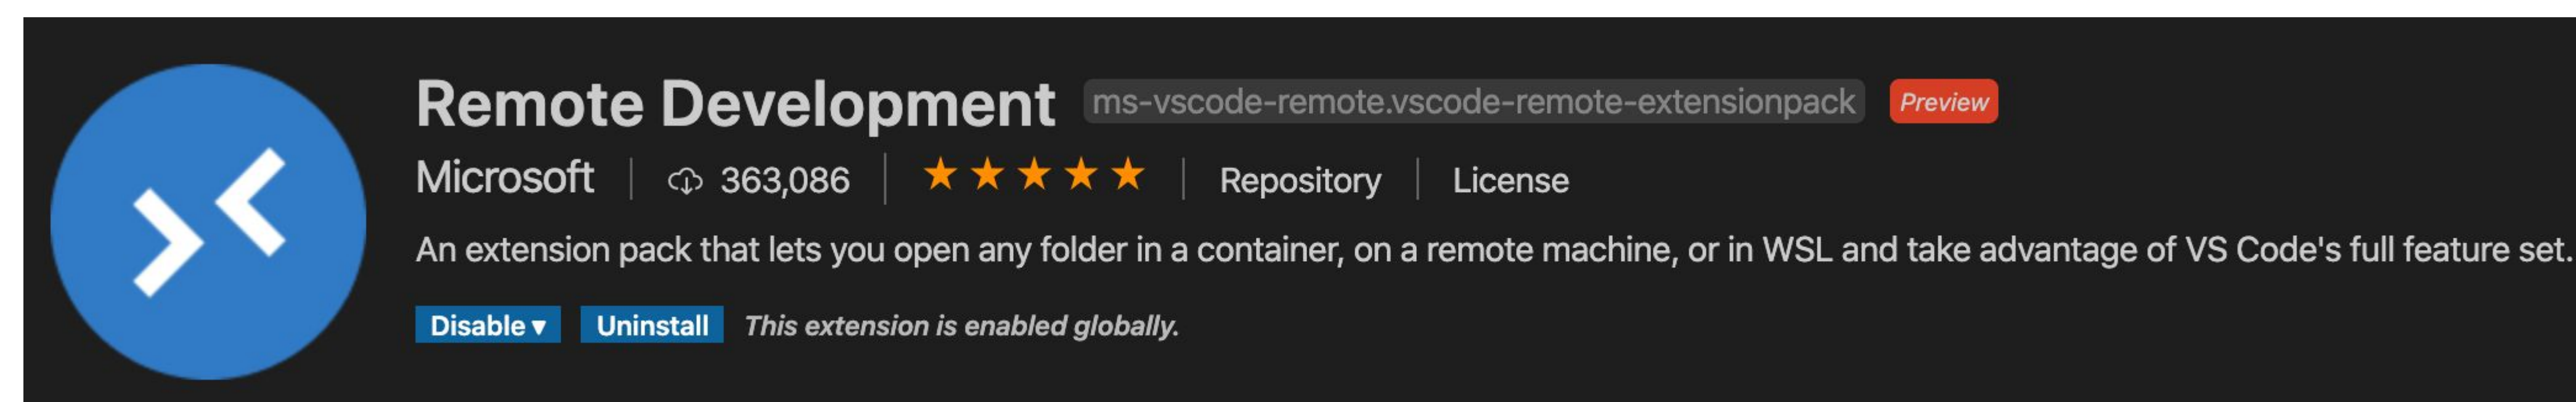 Remote Development ms-vscode-remote.vscode-remote-extensionpack Preview
Microsoft 363,086 Repository License
An extension pack that lets you open any folder in a container, on a remote machine, or in WSL and take advantage of VS Code's full feature set.
Disable Uninstall This extension is enabled globally.